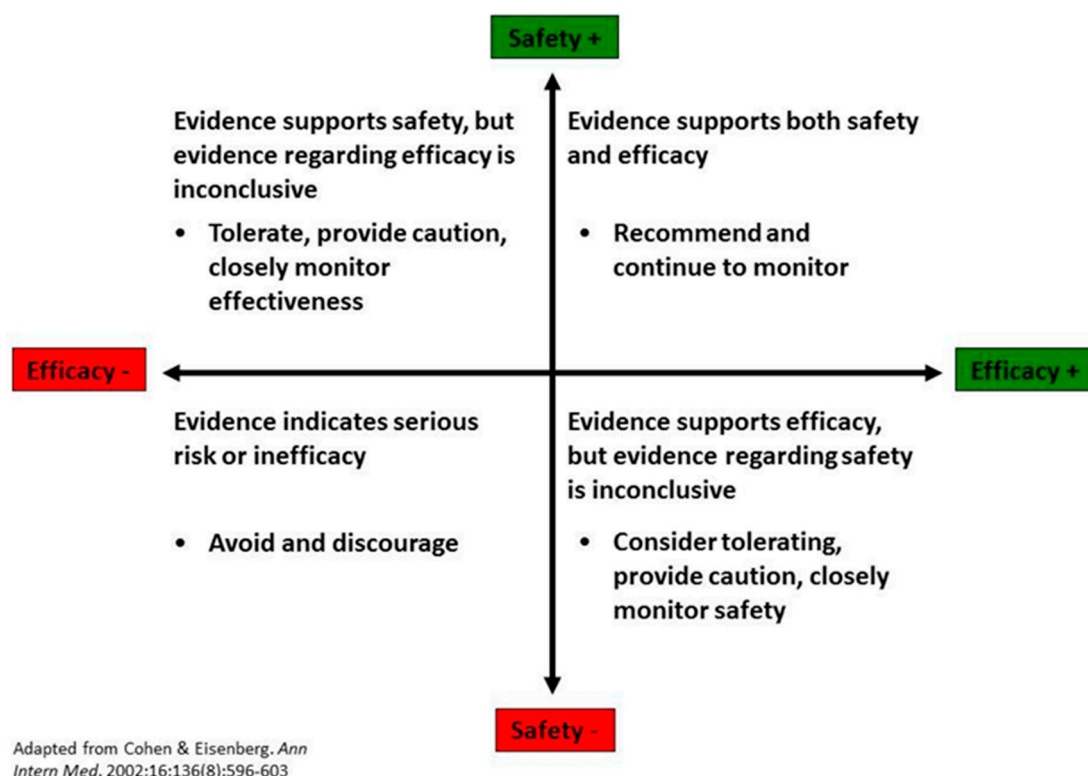 Safety +
Evidence supports safety, but
evidence regarding efficacy is
inconclusive
• Tolerate, provide caution,
closely monitor
effectiveness
Evidence supports both safety
and efficacy
• Recommend and
continue to monitor
Efficacy -
Efficacy +
Evidence indicates serious
risk or inefficacy
• Avoid and discourage
Evidence supports efficacy,
but evidence regarding safety
is inconclusive
• Consider tolerating,
provide caution, closely
monitor safety
Safety -
Adapted from Cohen & Eisenberg. Ann
Intern Med. 2002;16;136(8):596-603